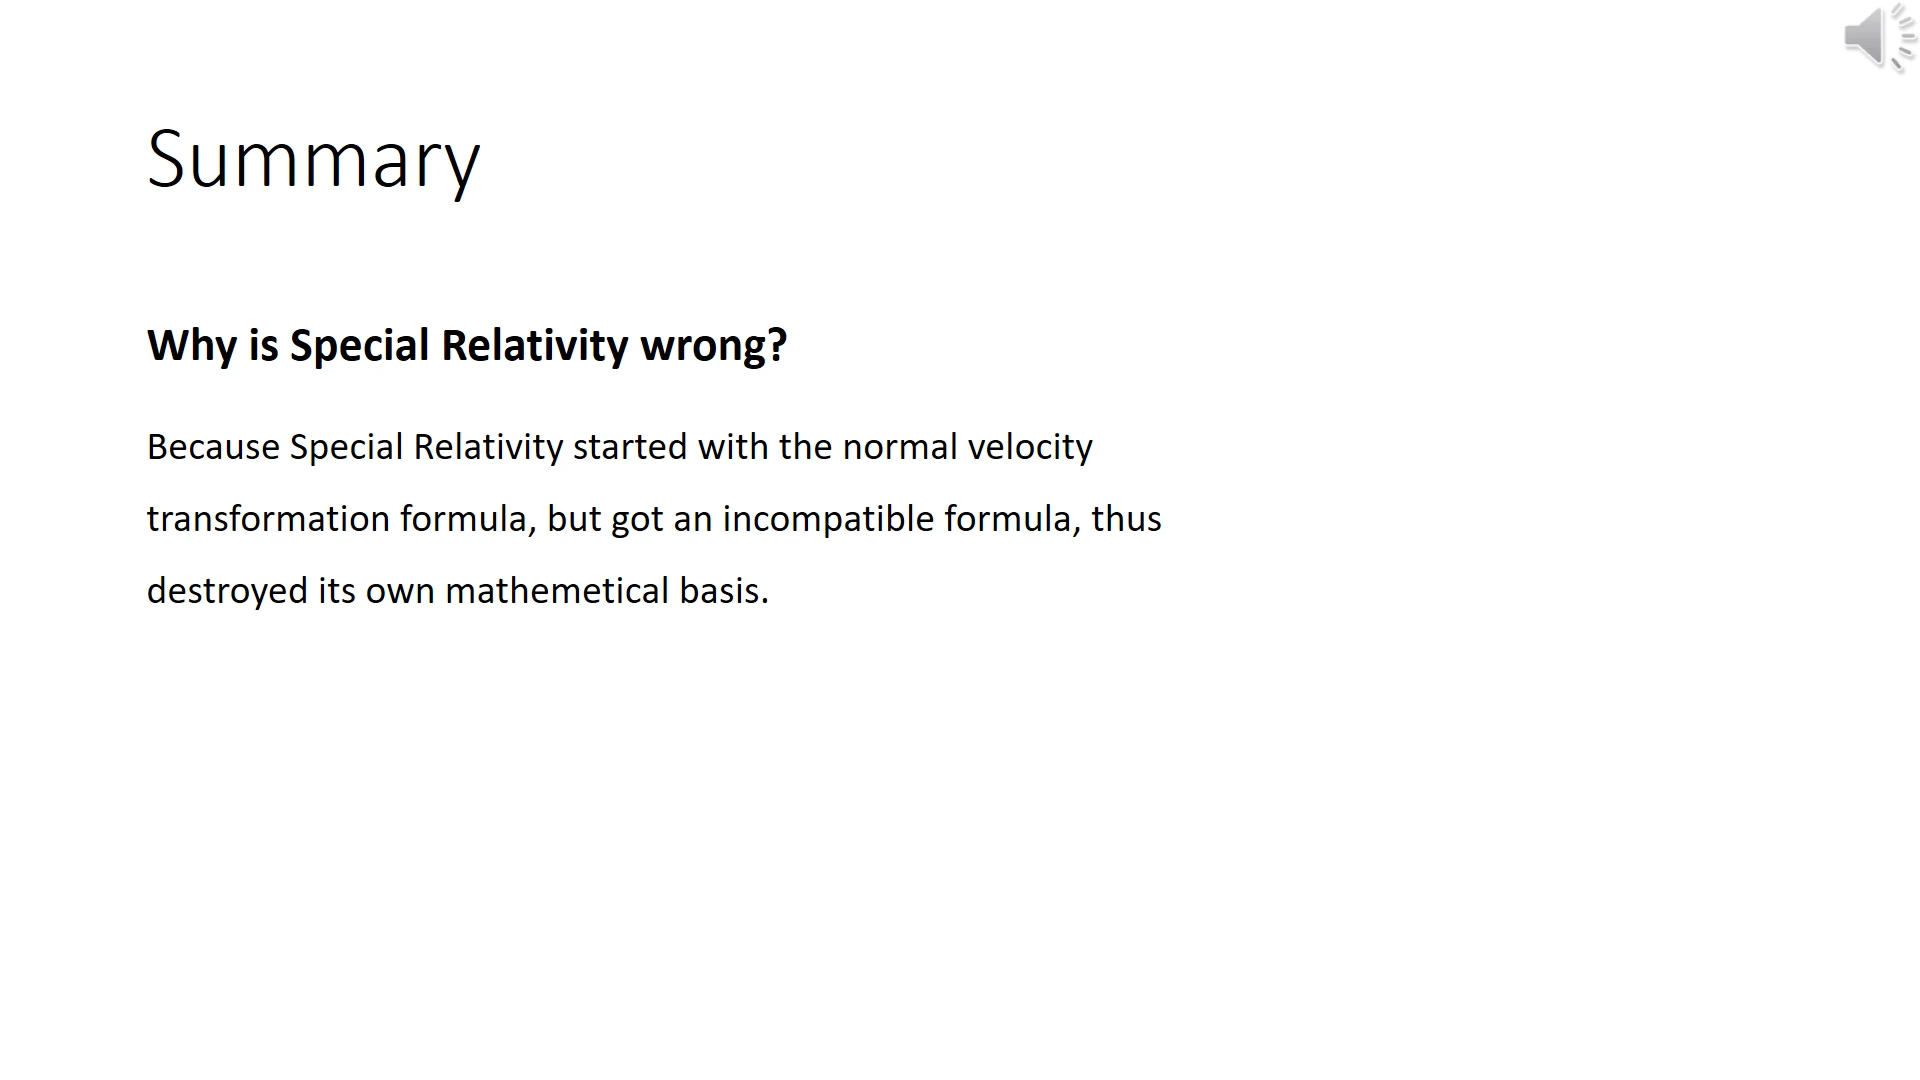 Summary
Why is Special Relativity wrong?
Because Special Relativity started with the normal velocity
transformation formula, but got an incompatible formula, thus
destroyed its own mathemetical basis.